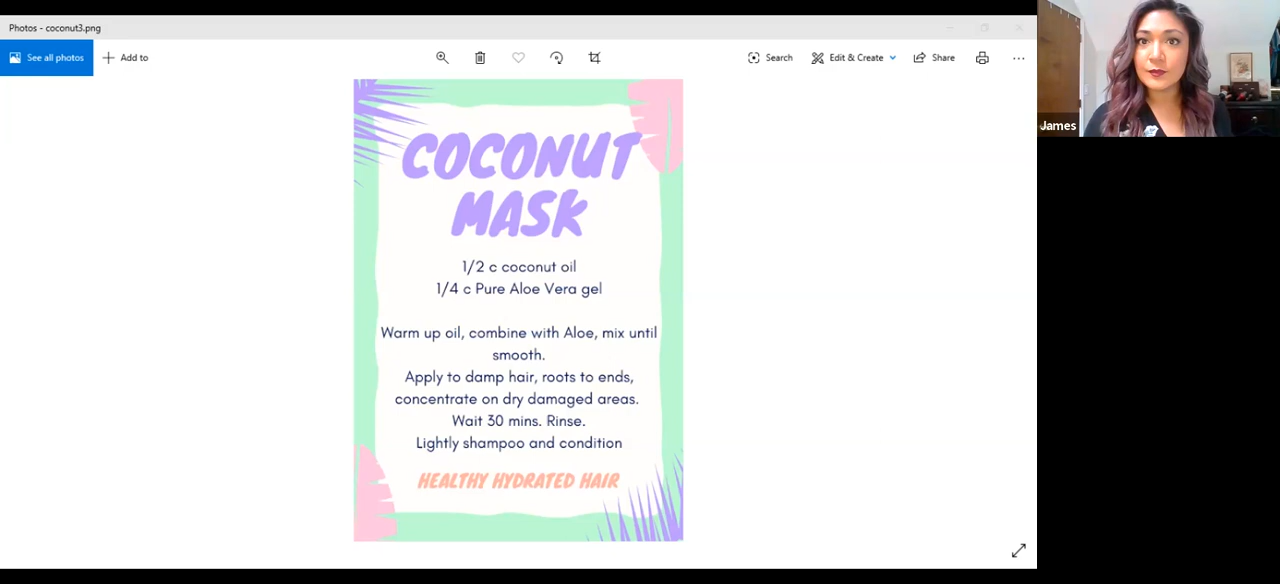 Photos - coconut3.png
See all photos
Add to
Search
Edit & Create
Share
James
COCONUT
MASK
1/2 c coconut oil
1/4 c Pure Aloe Vera gel
Warm up oil, combine with Aloe, mix until
smooth.
Apply to damp hair, roots to ends,
concentrate on dry damaged areas.
Wait 30 mins. Rinse.
Lightly shampoo and condition
HEALTHY HYDRATED HAIR